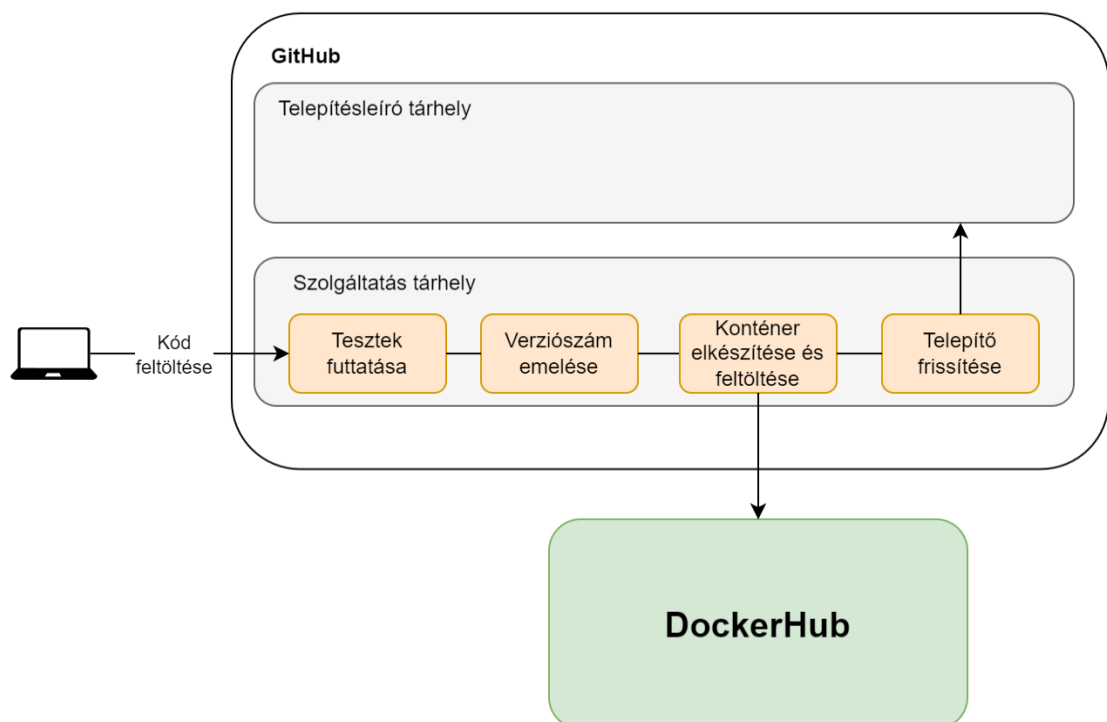 GitHub
Telepítésleíró tárhely
Szolgáltatás tárhely
Kód
feltöltése
Tesztek
futtatása
Verziószám
emelése
Konténer
elkészítése és
feltöltése
Telepítő
frissítése
DockerHub